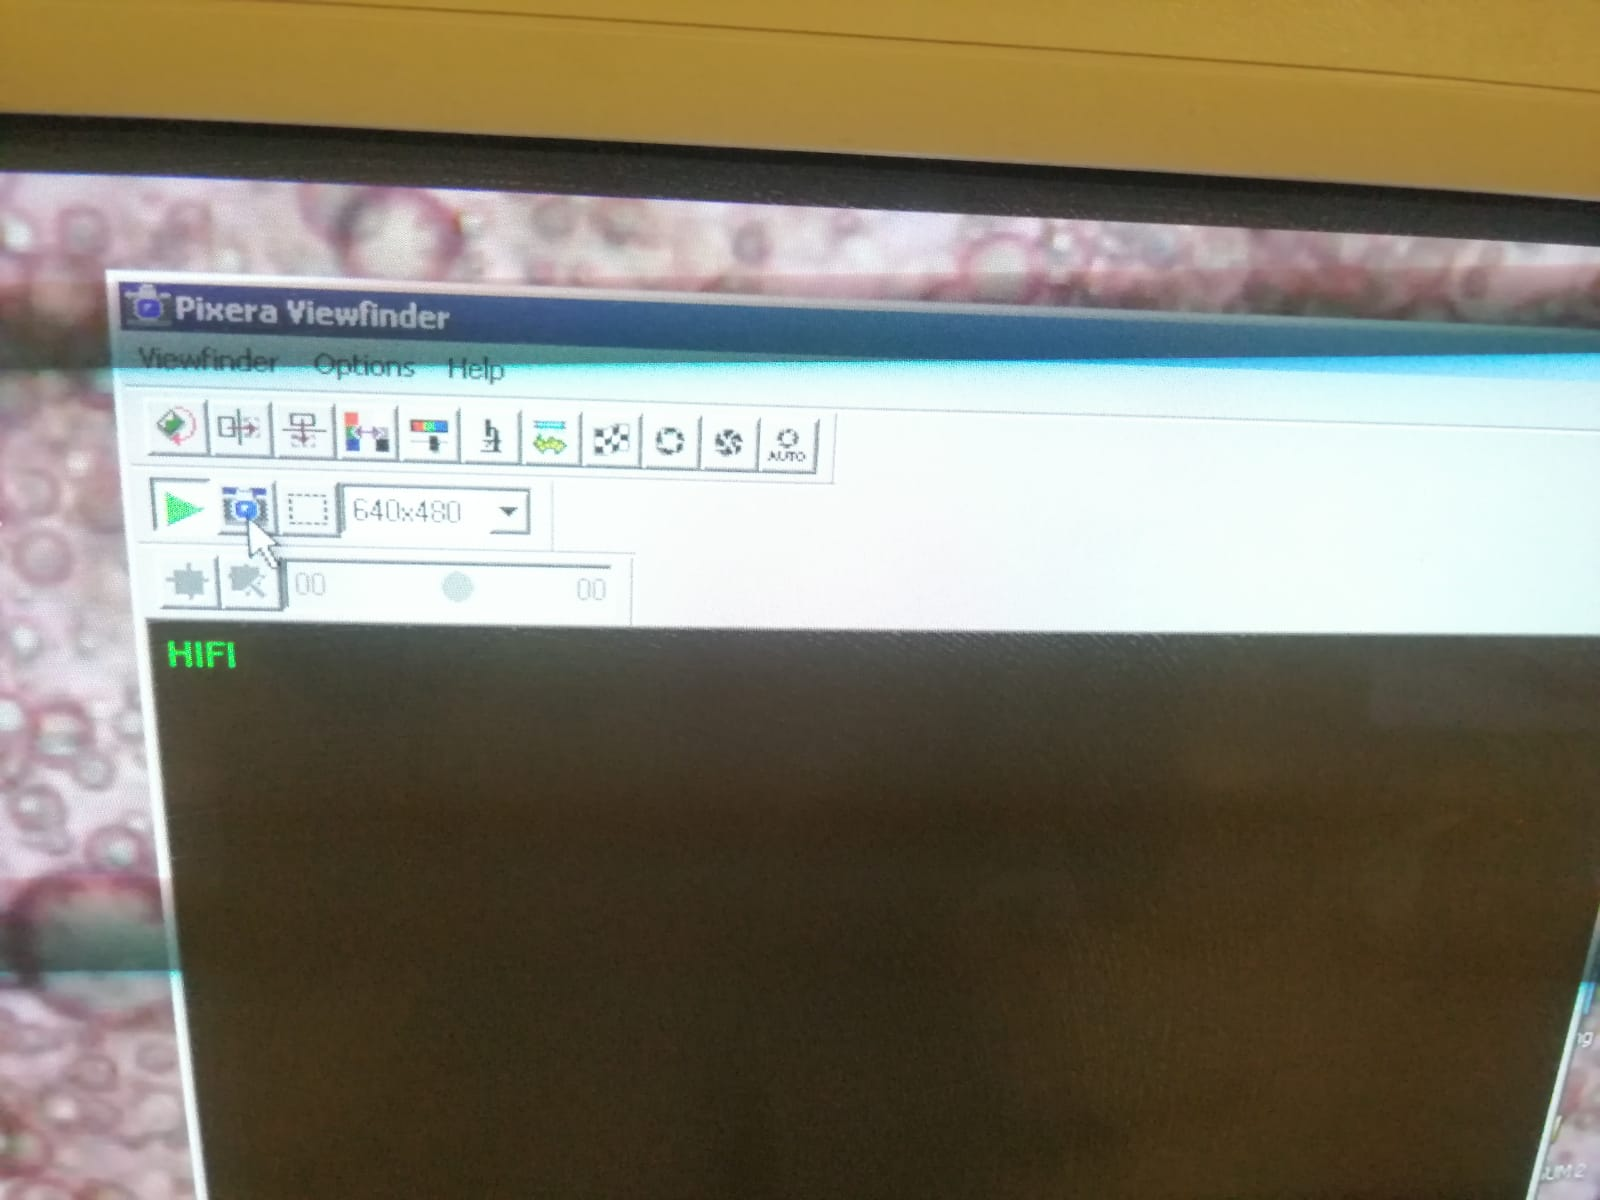 Pixera Viewfinder
Viewfinder Options Help
AUTO
640x480
00 00
HIFI